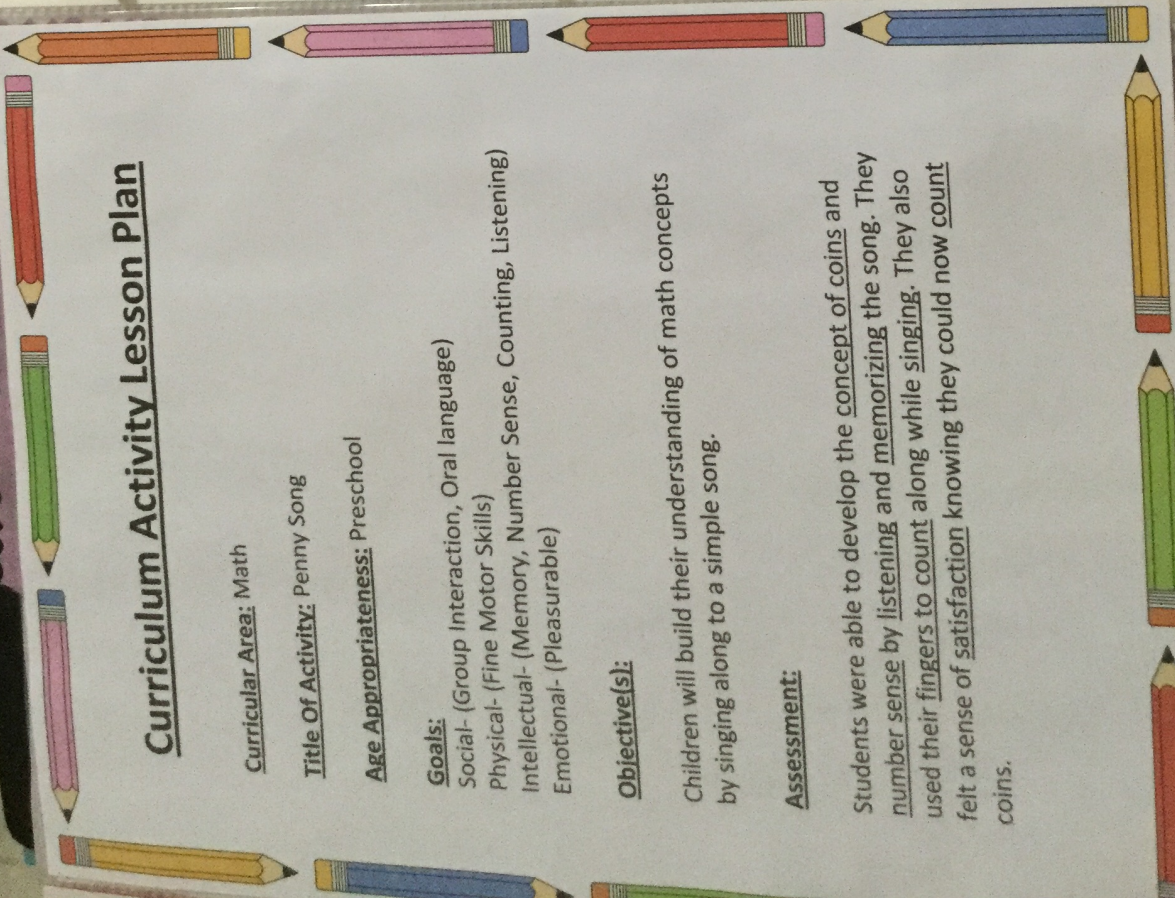 Curriculum Activity Lesson Plan
Curricular Area: Math
Title Of Activity: Penny Song
Age Appropriateness: Preschool
Goals:
Social- (Group Interaction, Oral language)
Physical- (Fine Motor Skills)
Intellectual- (Memory, Number Sense, Counting, Listening)
Emotional- (Pleasurable)
Objective(s):
Children will build their understanding of math concepts
by singing along to a simple song.
Assessment:
Students were able to develop the concept of coins and
number sense by listening and memorizing the song. They
used their fingers to count along while singing. They also
felt a sense of satisfaction knowing they could now count
coins.